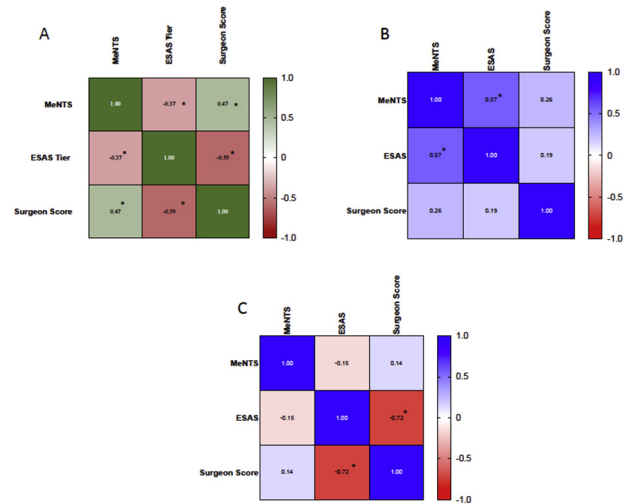 A
MeNTS
ESAS Tier
Surgeon Score
MeNTS
1.00
-0.37 *
0.47 *
ESAS Tier
-0.37 *
1.00
-0.59 *
Surgeon Score
0.47 *
-0.59 *
1.00
1.0
0.5
0
-0.5
-1.0
B
MeNTS
ESAS
Surgeon Score
MeNTS
1.00
0.57 *
0.26
ESAS
0.57 *
1.00
0.19
Surgeon Score
0.26
0.19
1.00
1.0
0.5
0
-0.5
-1.0
C
MeNTS
ESAS
Surgeon Score
MeNTS
1.00
-0.15
0.14
ESAS
-0.15
1.00
-0.72 *
Surgeon Score
0.14
-0.72 *
1.00
1.0
0.5
0
-0.5
-1.0